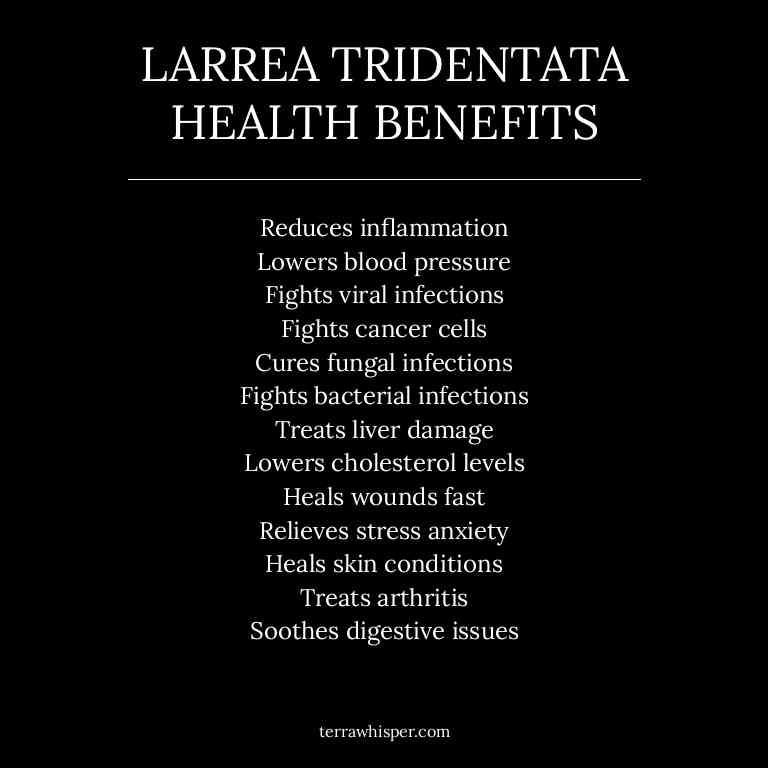 LARREA TRIDENTATA
HEALTH BENEFITS
Reduces inflammation
Lowers blood pressure
Fights viral infections
Fights cancer cells
Cures fungal infections
Fights bacterial infections
Treats liver damage
Lowers cholesterol levels
Heals wounds fast
Relieves stress anxiety
Heals skin conditions
Treats arthritis
Soothes digestive issues
terrawhisper.com